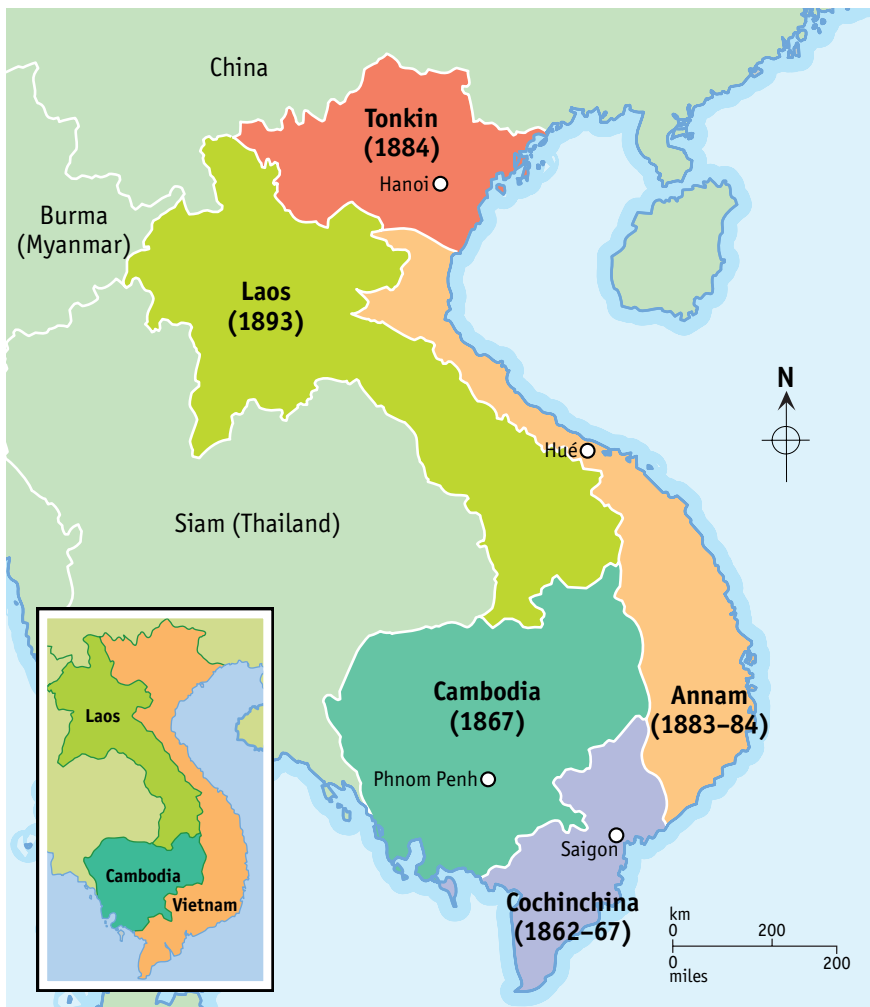 China
Tonkin
(1884)
Hanoi
Burma
(Myanmar)
Laos
(1893)
N
Hué
Siam (Thailand)
Cambodia
(1867)
Annam
(1883–84)
Phnom Penh
Saigon
Cochinchina
(1862–67)
km
0 200
0 200
miles
Laos
Cambodia
Vietnam